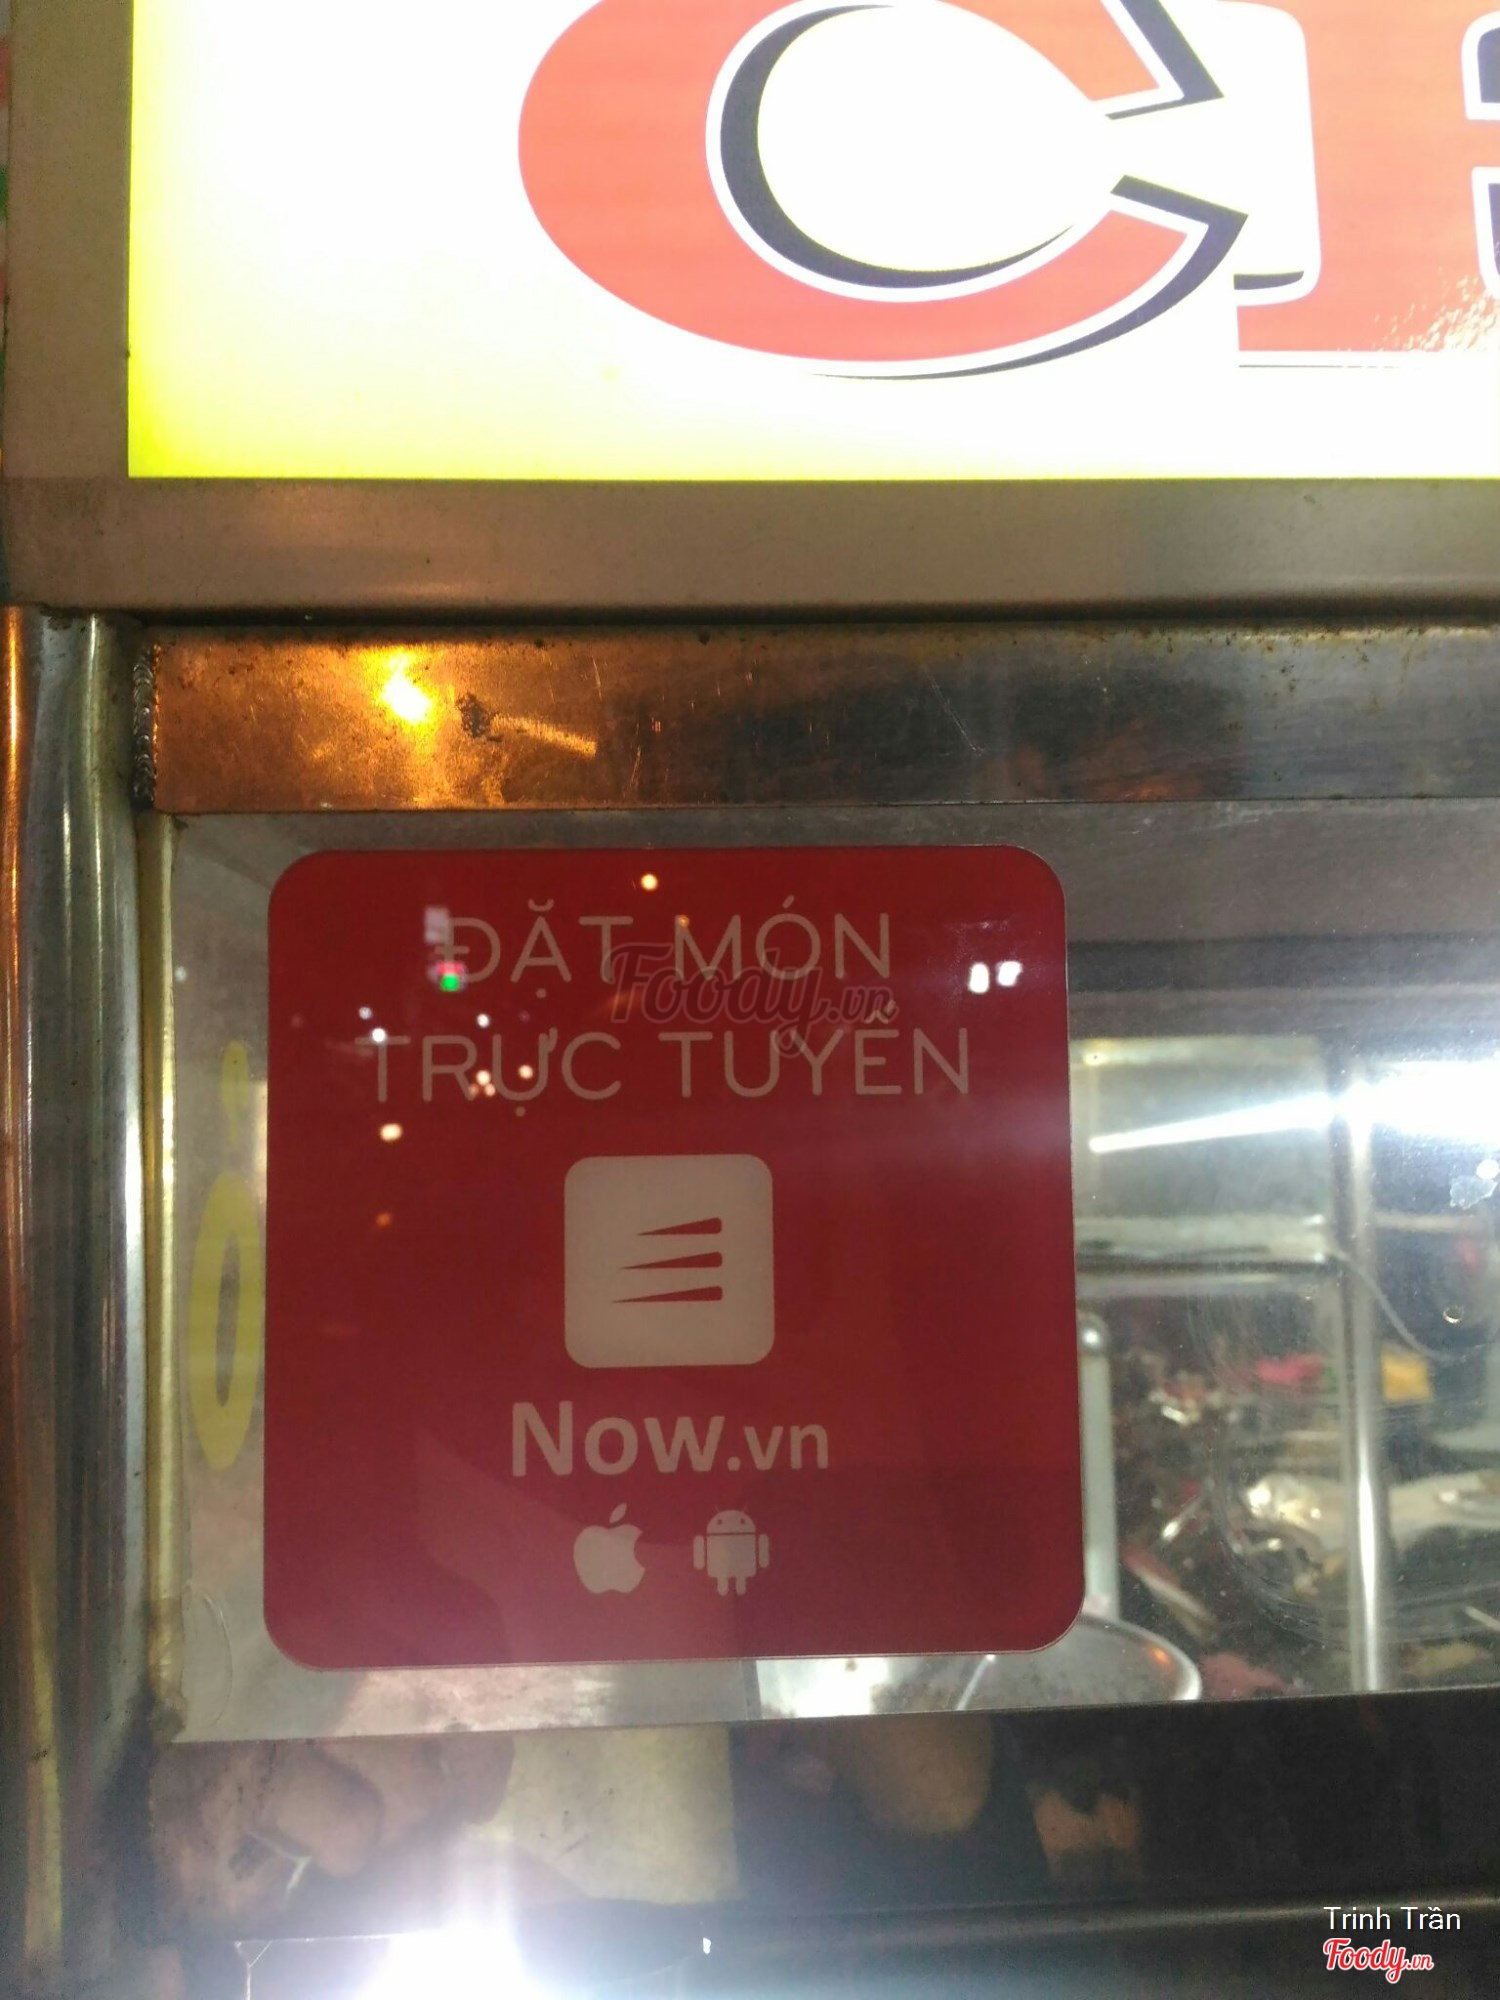 C
ĐẶT MÓN
Foody.vn
TRỰC TUYẾN
Now.vn
Trinh Trần
Foody.vn